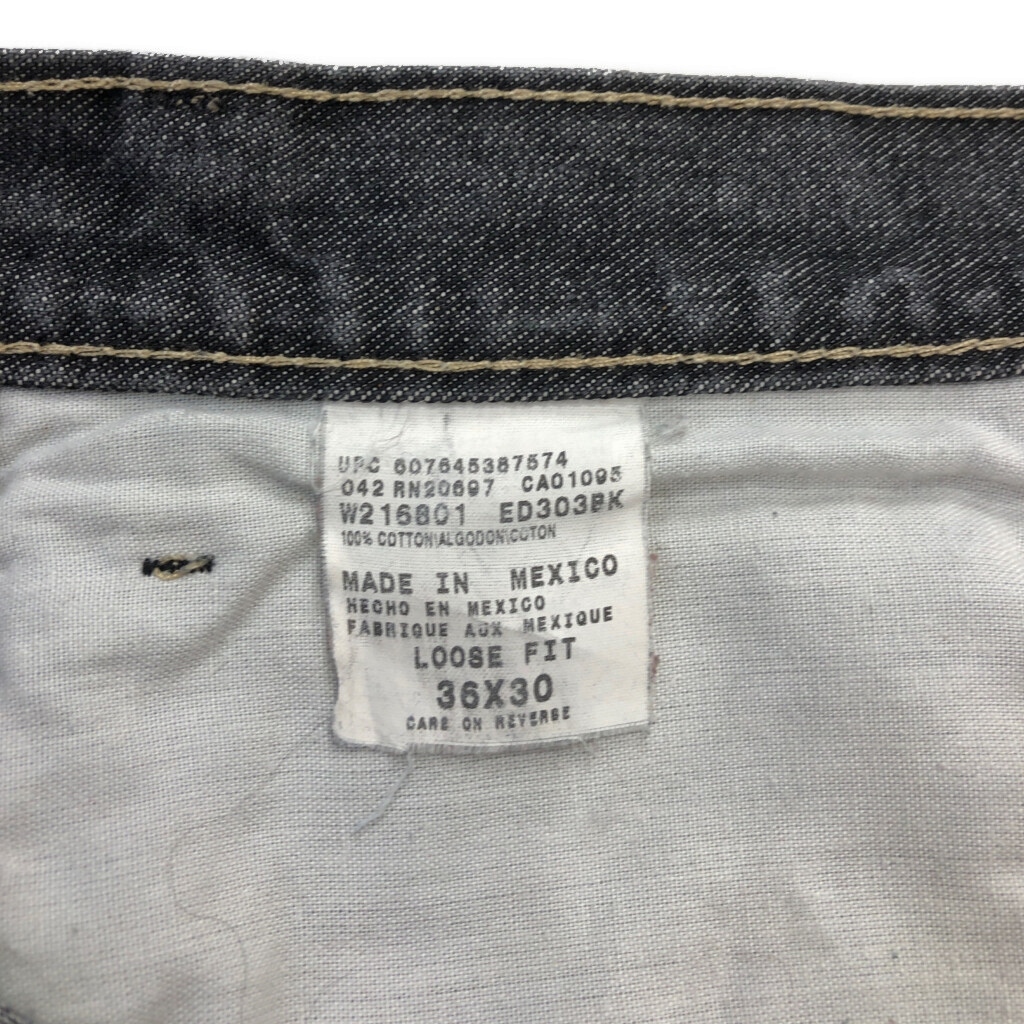 UPC 607645387574
042 RN20697 CA01095
W216801 ED303BK
100% COTTON\ALGODON\COTON
MADE IN MEXICO
HECHO EN MEXICO
FABRIQUE AUX MEXIQUE
LOOSE FIT
36X30
CARE ON REVERSE